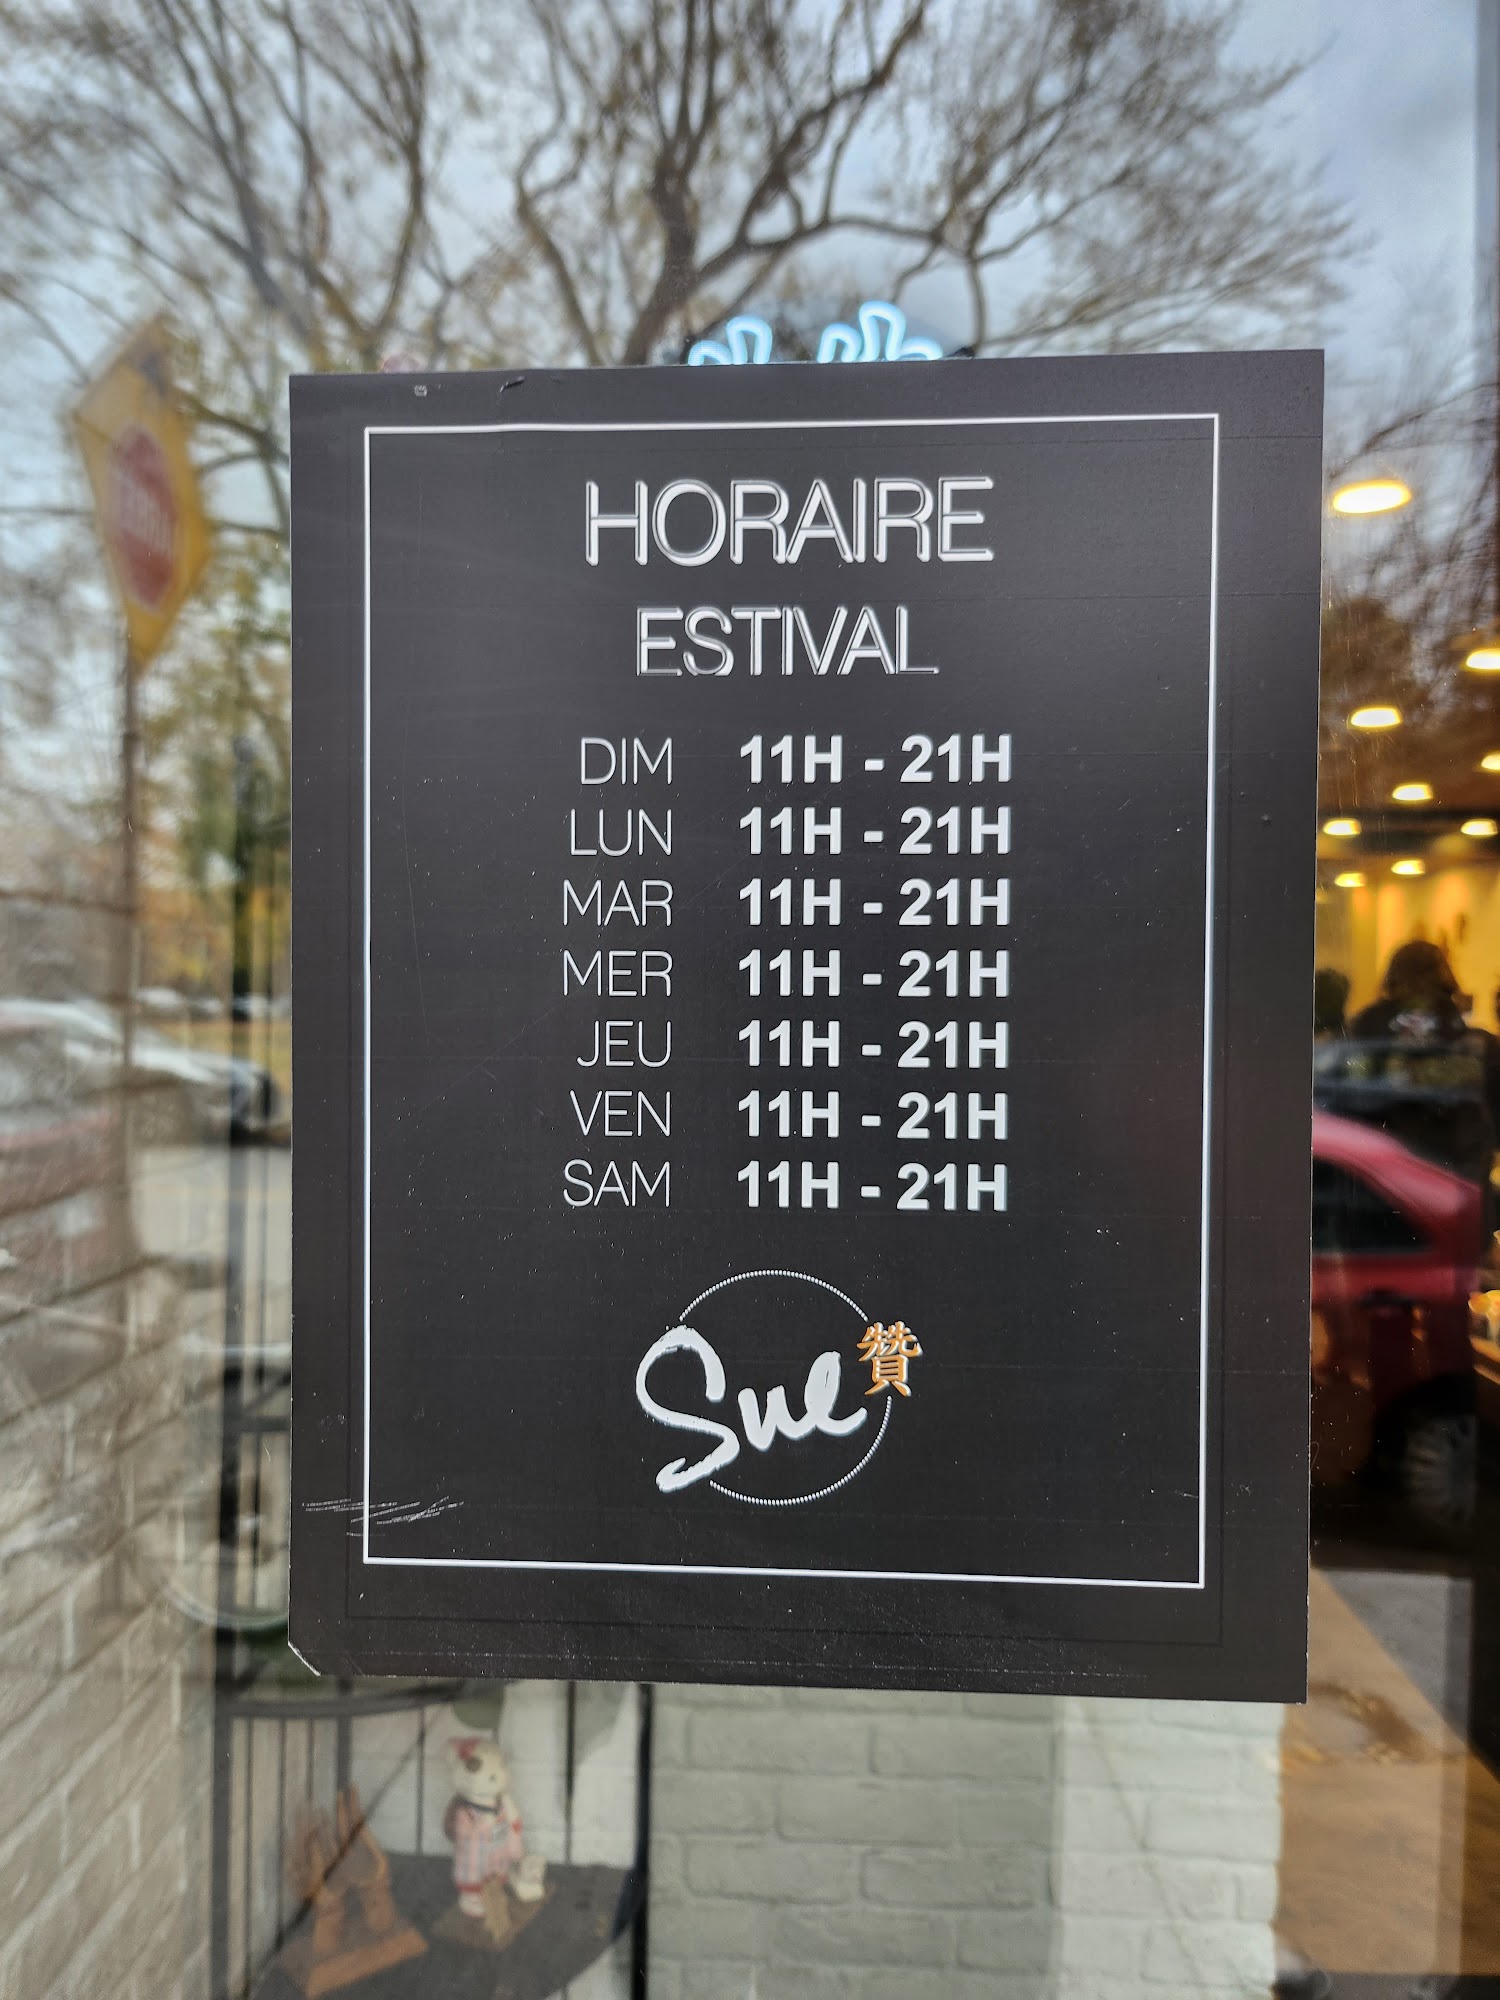 HORAIRE
ESTIVAL
DIM 11H - 21H
LUN 11H - 21H
MAR 11H - 21H
MER 11H - 21H
JEU 11H - 21H
VEN 11H - 21H
SAM 11H - 21H
Sue 贊